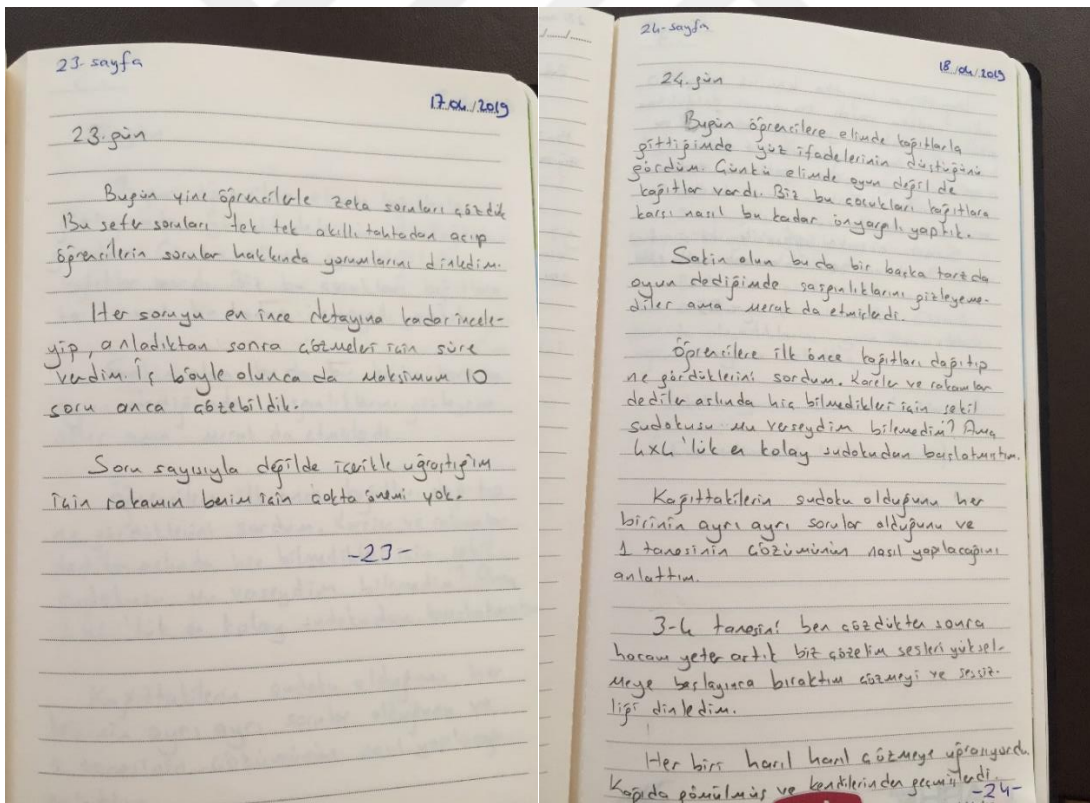 23. sayfa
17/04/2019
23. gün
Bugün yine öğrencilerle zeka soruları çözdük
Bu sefer soruları tek tek akıllı tahtadan açıp
öğrencilerin sorular hakkında yorumlarını dinledim.
Her soruyu en ince detayına kadar incele-
yip, anladıktan sonra çözmeleri için süre
verdim. İş böyle olunca da maksimum 10
soru anca çözebildik.
Soru sayısıyla değilde içerikle uğraştığım
için rakamın benim için çokta önemi yok.
-23-
24-sayfa
18/04/2019
24. gün
Bugün öğrencilere elimde kağıtlarla
gittiğimde yüz ifadelerinin düştüğünü
gördüm. Çünkü elimde oyun değil de
kağıtlar vardı. Biz bu çocukları kağıtlara
karşı nasıl bu kadar önyargılı yaptık.
Sakin olun bu da bir başka tarzda
oyun dediğimde şaşgınlıklarını gizleyeme-
diler ama merak da etmişlerdi.
Öğrencilere ilk önce kağıtları dağıtıp
ne gördüklerini sordum. Kareler ve rakamlar
dediler aslında hiç bilmedikleri için şekil
sudokusu mu verseydim bilemedim? Ama
4x4'lük en kolay sudokudan başlatmıştım.
Kağıttakilerin sudoku olduğunu her
birinin ayrı ayrı sorular olduğunu ve
1 tanesinin çözümünün nasıl yapılacağını
anlattım.
3-4 tanesini ben çözdükten sonra
hocam yeter artık biz çözelim sesleri yüksel-
meye başlayınca bıraktım çözmeyi ve sessiz-
liği dinledim.
Her biri harıl harıl çözmeye uğraşıyordu.
Kağıda gömülmüş ve kendilerinden geçmişlerdi.
-24-